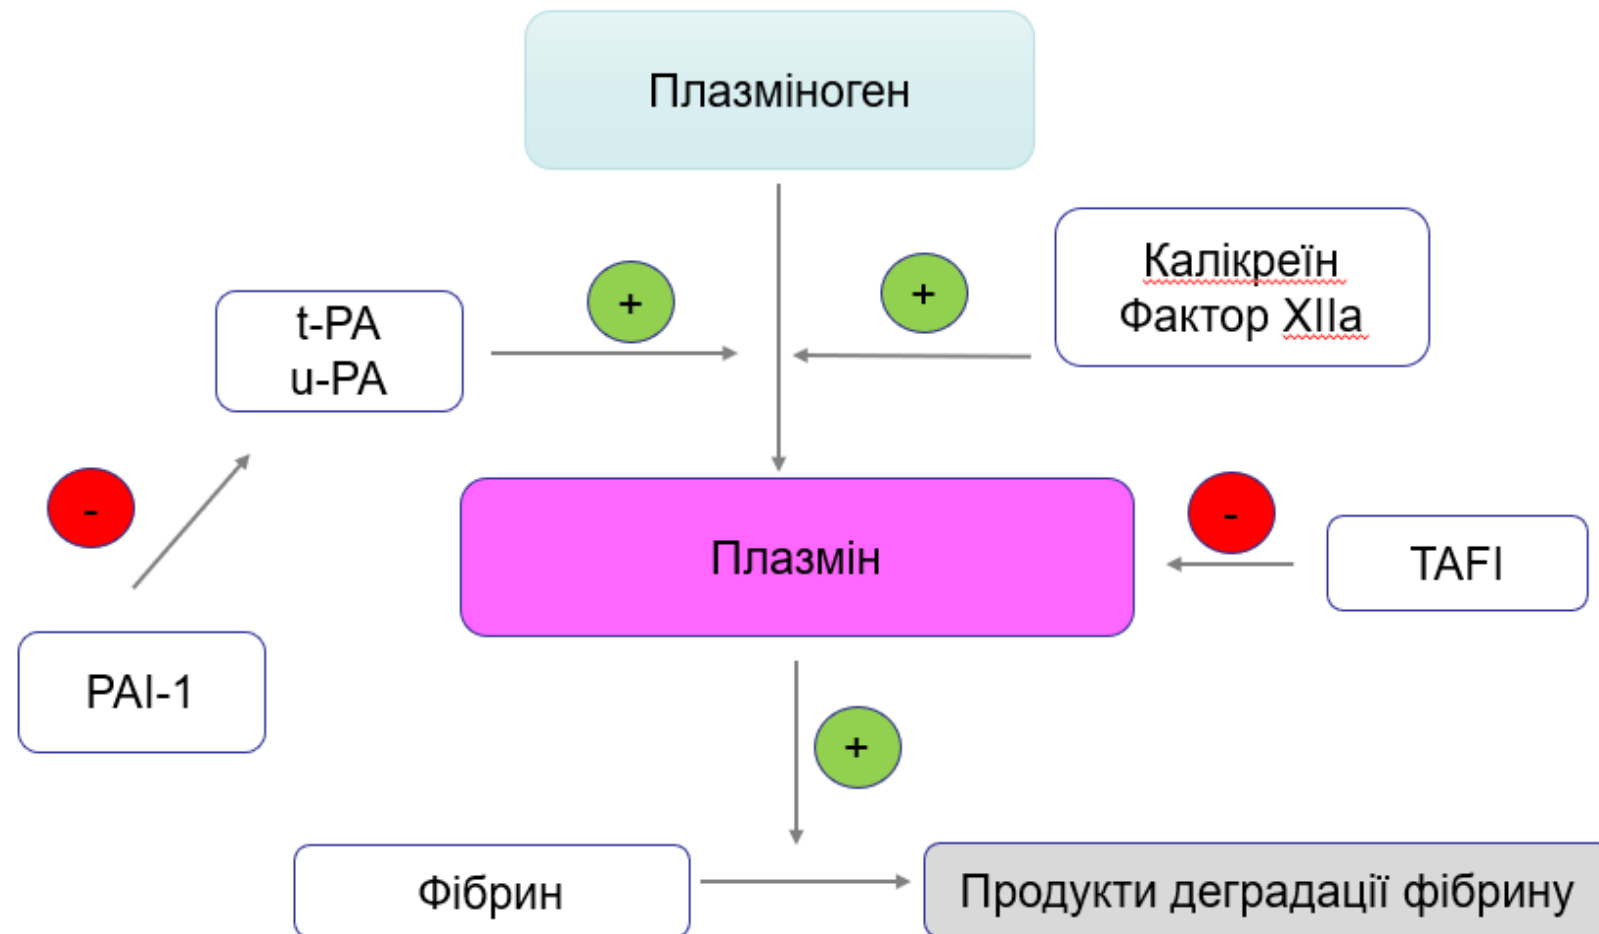 Плазміноген
Калікреїн
Фактор XIIa
+
+
t-PA
u-PA
-
-
Плазмін
TAFI
PAI-1
+
Фібрин
Продукти деградації фібрину